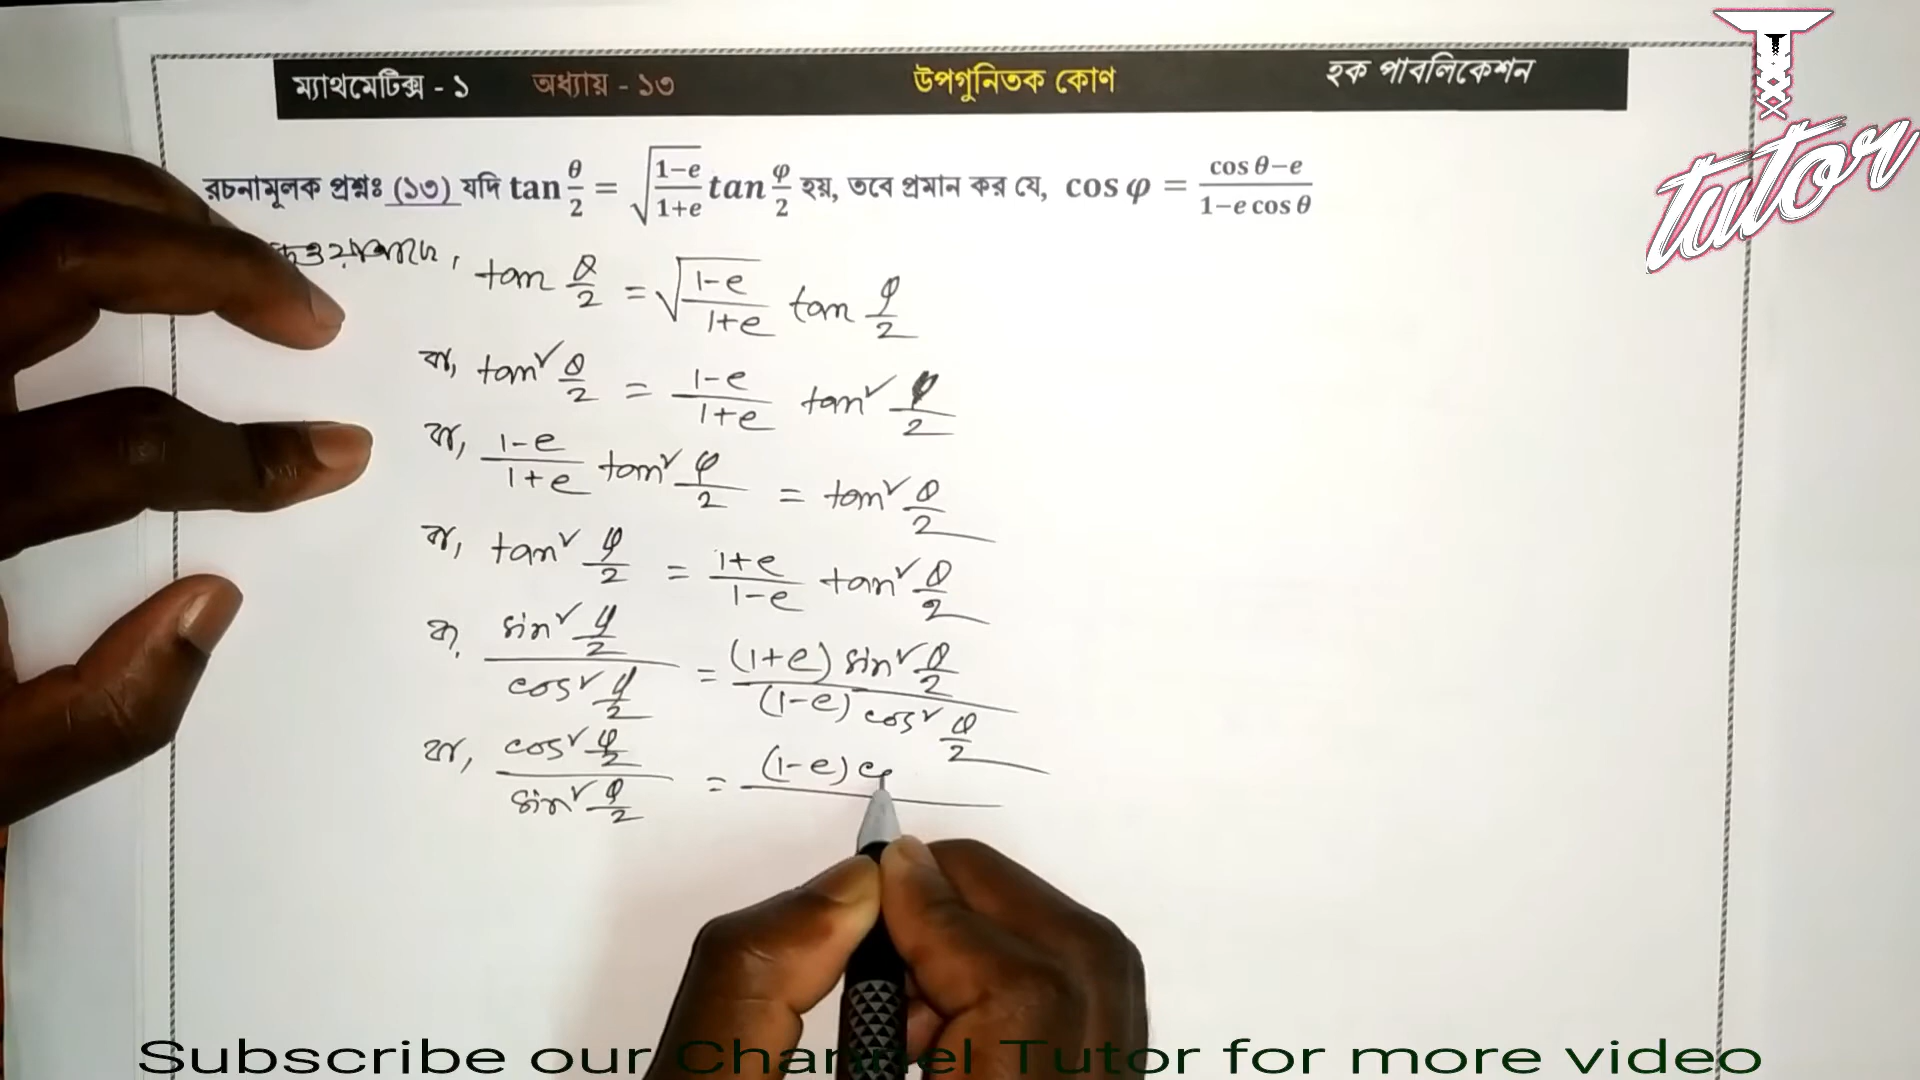 ম্যাথমেটিক্স - ১ অধ্যায় - ১৩ উপগুনিতক কোণ হক পাবলিকেশন
T
tutor
রচনামূলক প্রশ্নঃ (১৩) যদি tan θ/2 = √((1−e)/(1+e)) tan φ/2 হয়, তবে প্রমান কর যে, cos φ = (cos θ−e)/(1−e cos θ)
tan θ/2 = √((1-e)/(1+e)) tan φ/2
বা, tan² θ/2 = (1-e)/(1+e) tan² φ/2
বা, (1-e)/(1+e) tan² φ/2 = tan² θ/2
বা, tan² φ/2 = (1+e)/(1-e) tan² θ/2
বা, (sin² φ/2)/(cos² φ/2) = ((1+e) sin² θ/2)/((1-e) cos² θ/2)
বা, (cos² φ/2)/(sin² φ/2) = (1-e) co
Subscribe our Channel Tutor for more video